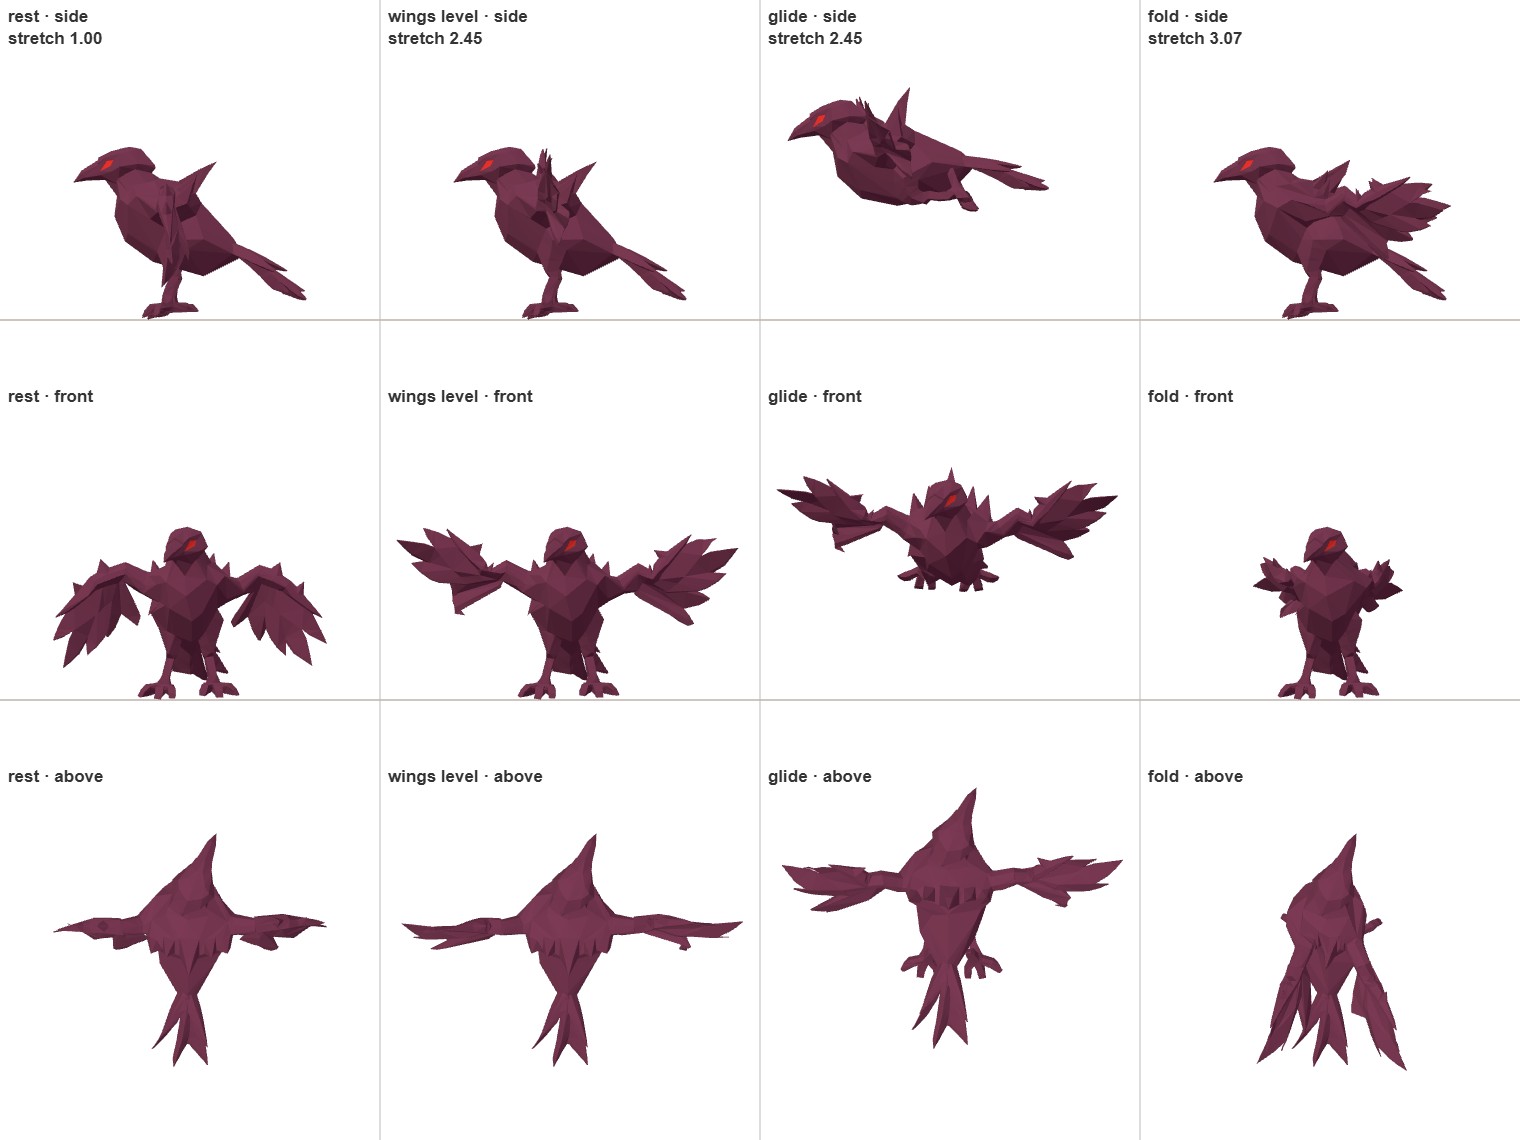 rest · side
stretch 1.00
wings level · side
stretch 2.45
glide · side
stretch 2.45
fold · side
stretch 3.07
rest · front
wings level · front
glide · front
fold · front
rest · above
wings level · above
glide · above
fold · above